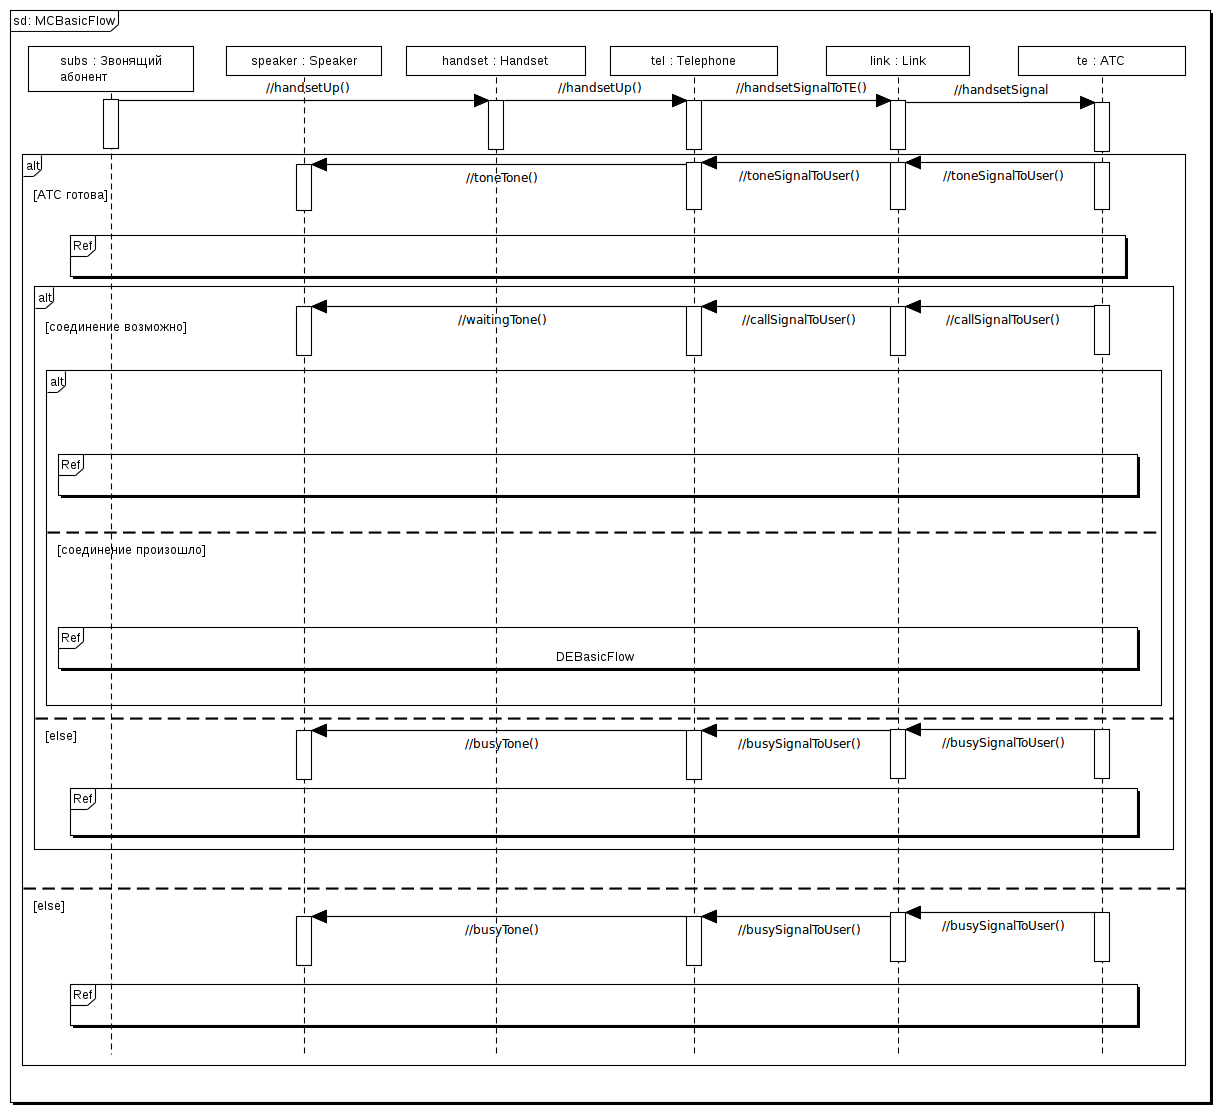 sd: MCBasicFlow
subs : Звонящий
абонент
speaker : Speaker
handset : Handset
tel : Telephone
link : Link
te : АТС
//handsetUp()
//handsetUp()
//handsetSignalToTE()
//handsetSignal
alt
[АТС готова]
//toneTone()
//toneSignalToUser()
//toneSignalToUser()
Ref
alt
[соединение возможно]
//waitingTone()
//callSignalToUser()
//callSignalToUser()
alt
Ref
[соединение произошло]
Ref
DEBasicFlow
[else]
//busyTone()
//busySignalToUser()
//busySignalToUser()
Ref
[else]
//busyTone()
//busySignalToUser()
//busySignalToUser()
Ref